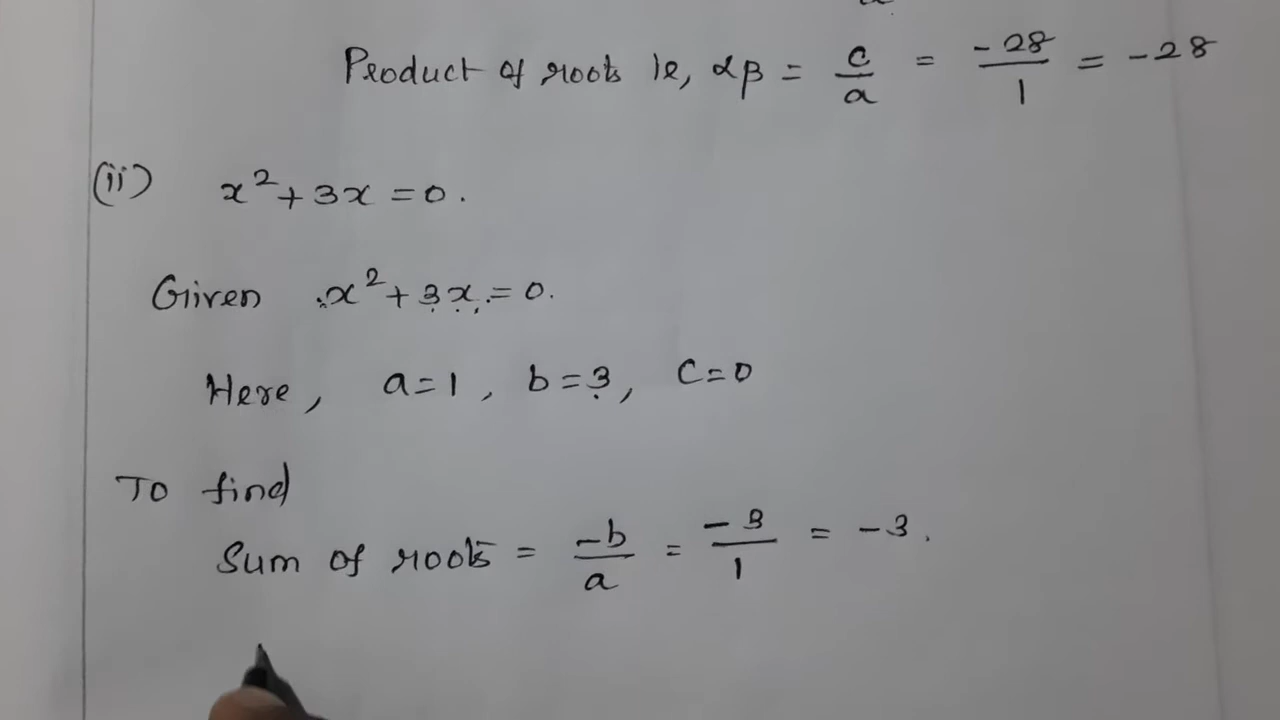 Product of roots ie, αβ = c/a = -28/1 = -28
(ii) x² + 3x = 0.
Given x² + 3x = 0.
Here, a=1, b=3, c=0
To find
Sum of roots = -b/a = -3/1 = -3.